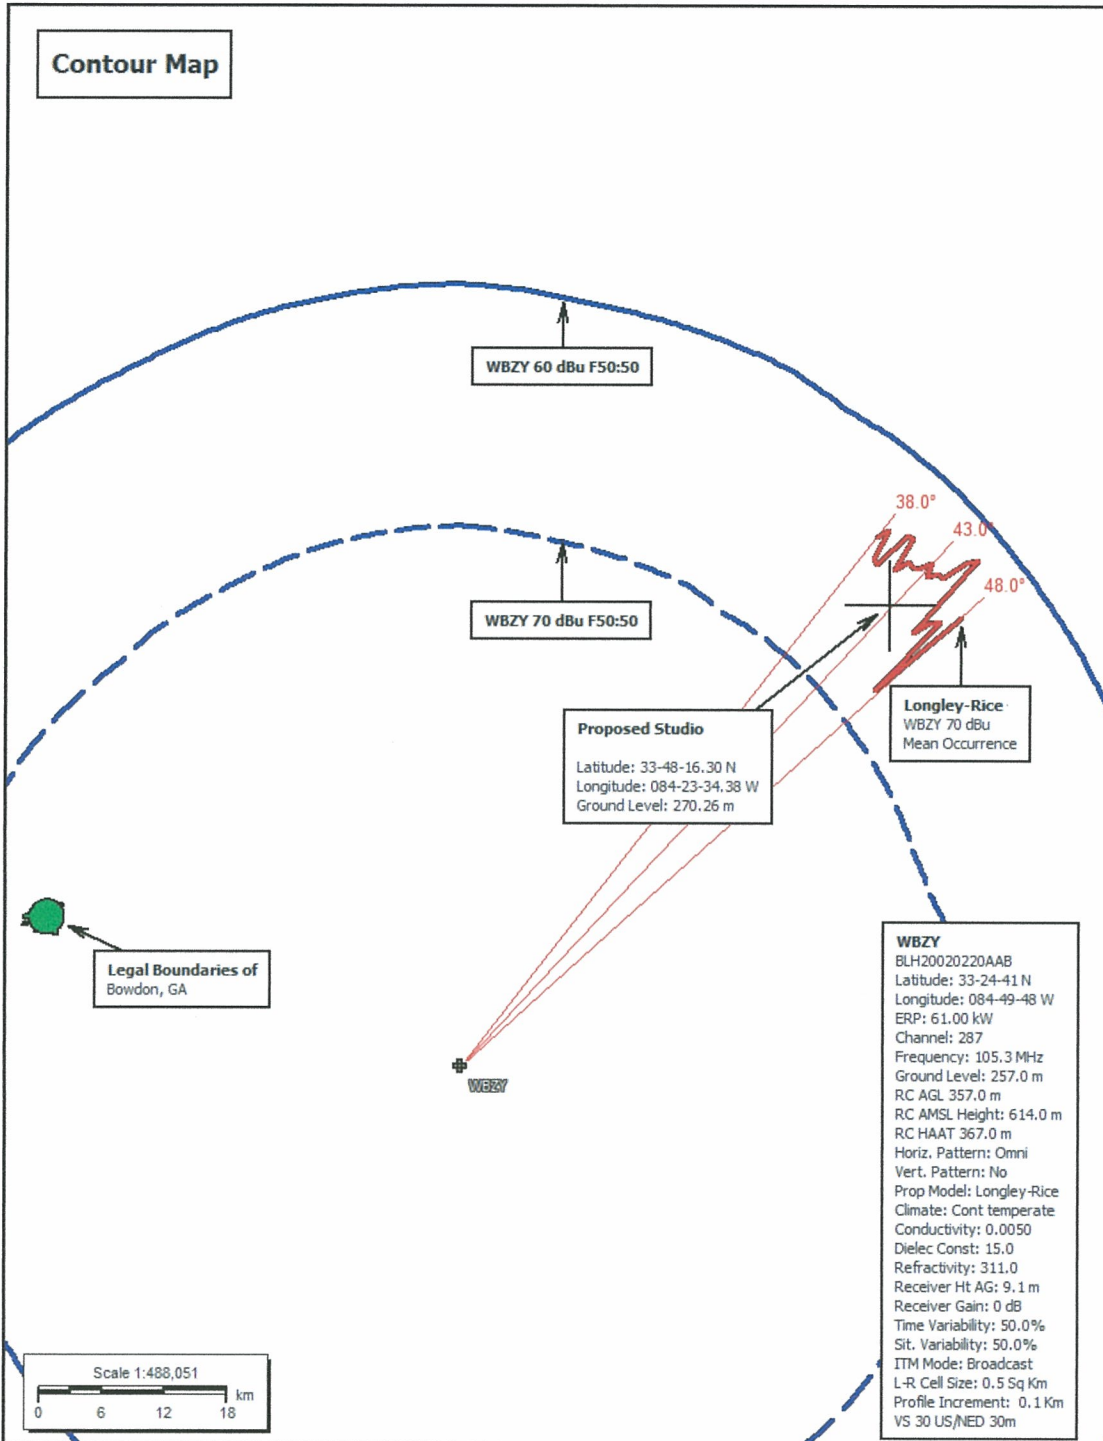 Contour Map
WBZY 60 dBu F50:50
38.0°
43.0°
48.0°
WBZY 70 dBu F50:50
Longley-Rice
WBZY 70 dBu
Mean Occurrence
Proposed Studio
Latitude: 33-48-16.30 N
Longitude: 084-23-34.38 W
Ground Level: 270.26 m
Legal Boundaries of
Bowdon, GA
WBZY
WBZY
BLH20020220AAB
Latitude: 33-24-41 N
Longitude: 084-49-48 W
ERP: 61.00 kW
Channel: 287
Frequency: 105.3 MHz
Ground Level: 257.0 m
RC AGL 357.0 m
RC AMSL Height: 614.0 m
RC HAAT 367.0 m
Horiz. Pattern: Omni
Vert. Pattern: No
Prop Model: Longley-Rice
Climate: Cont temperate
Conductivity: 0.0050
Dielec Const: 15.0
Refractivity: 311.0
Receiver Ht AG: 9.1 m
Receiver Gain: 0 dB
Time Variability: 50.0%
Sit. Variability: 50.0%
ITM Mode: Broadcast
L-R Cell Size: 0.5 Sq Km
Profile Increment: 0.1 Km
VS 30 US/NED 30m
Scale 1:488,051
km
0 6 12 18